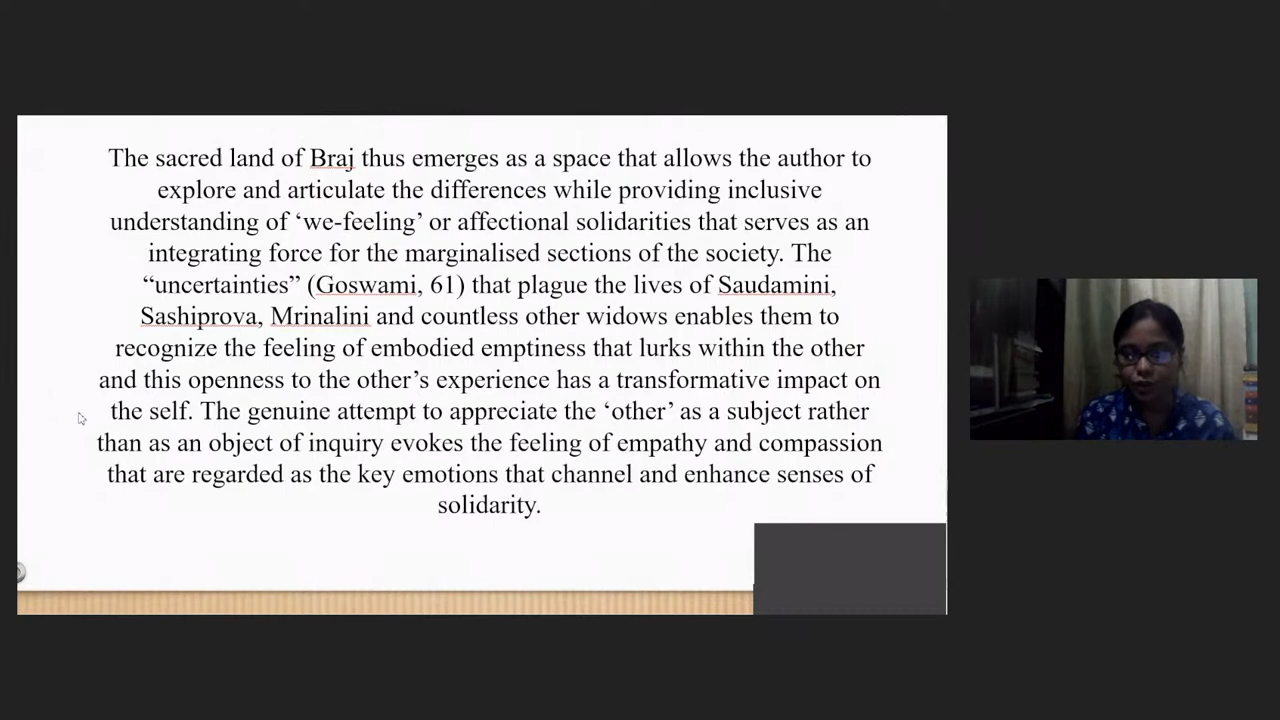 The sacred land of Braj thus emerges as a space that allows the author to
explore and articulate the differences while providing inclusive
understanding of ‘we-feeling’ or affectional solidarities that serves as an
integrating force for the marginalised sections of the society. The
“uncertainties” (Goswami, 61) that plague the lives of Saudamini,
Sashiprova, Mrinalini and countless other widows enables them to
recognize the feeling of embodied emptiness that lurks within the other
and this openness to the other’s experience has a transformative impact on
the self. The genuine attempt to appreciate the ‘other’ as a subject rather
than as an object of inquiry evokes the feeling of empathy and compassion
that are regarded as the key emotions that channel and enhance senses of
solidarity.